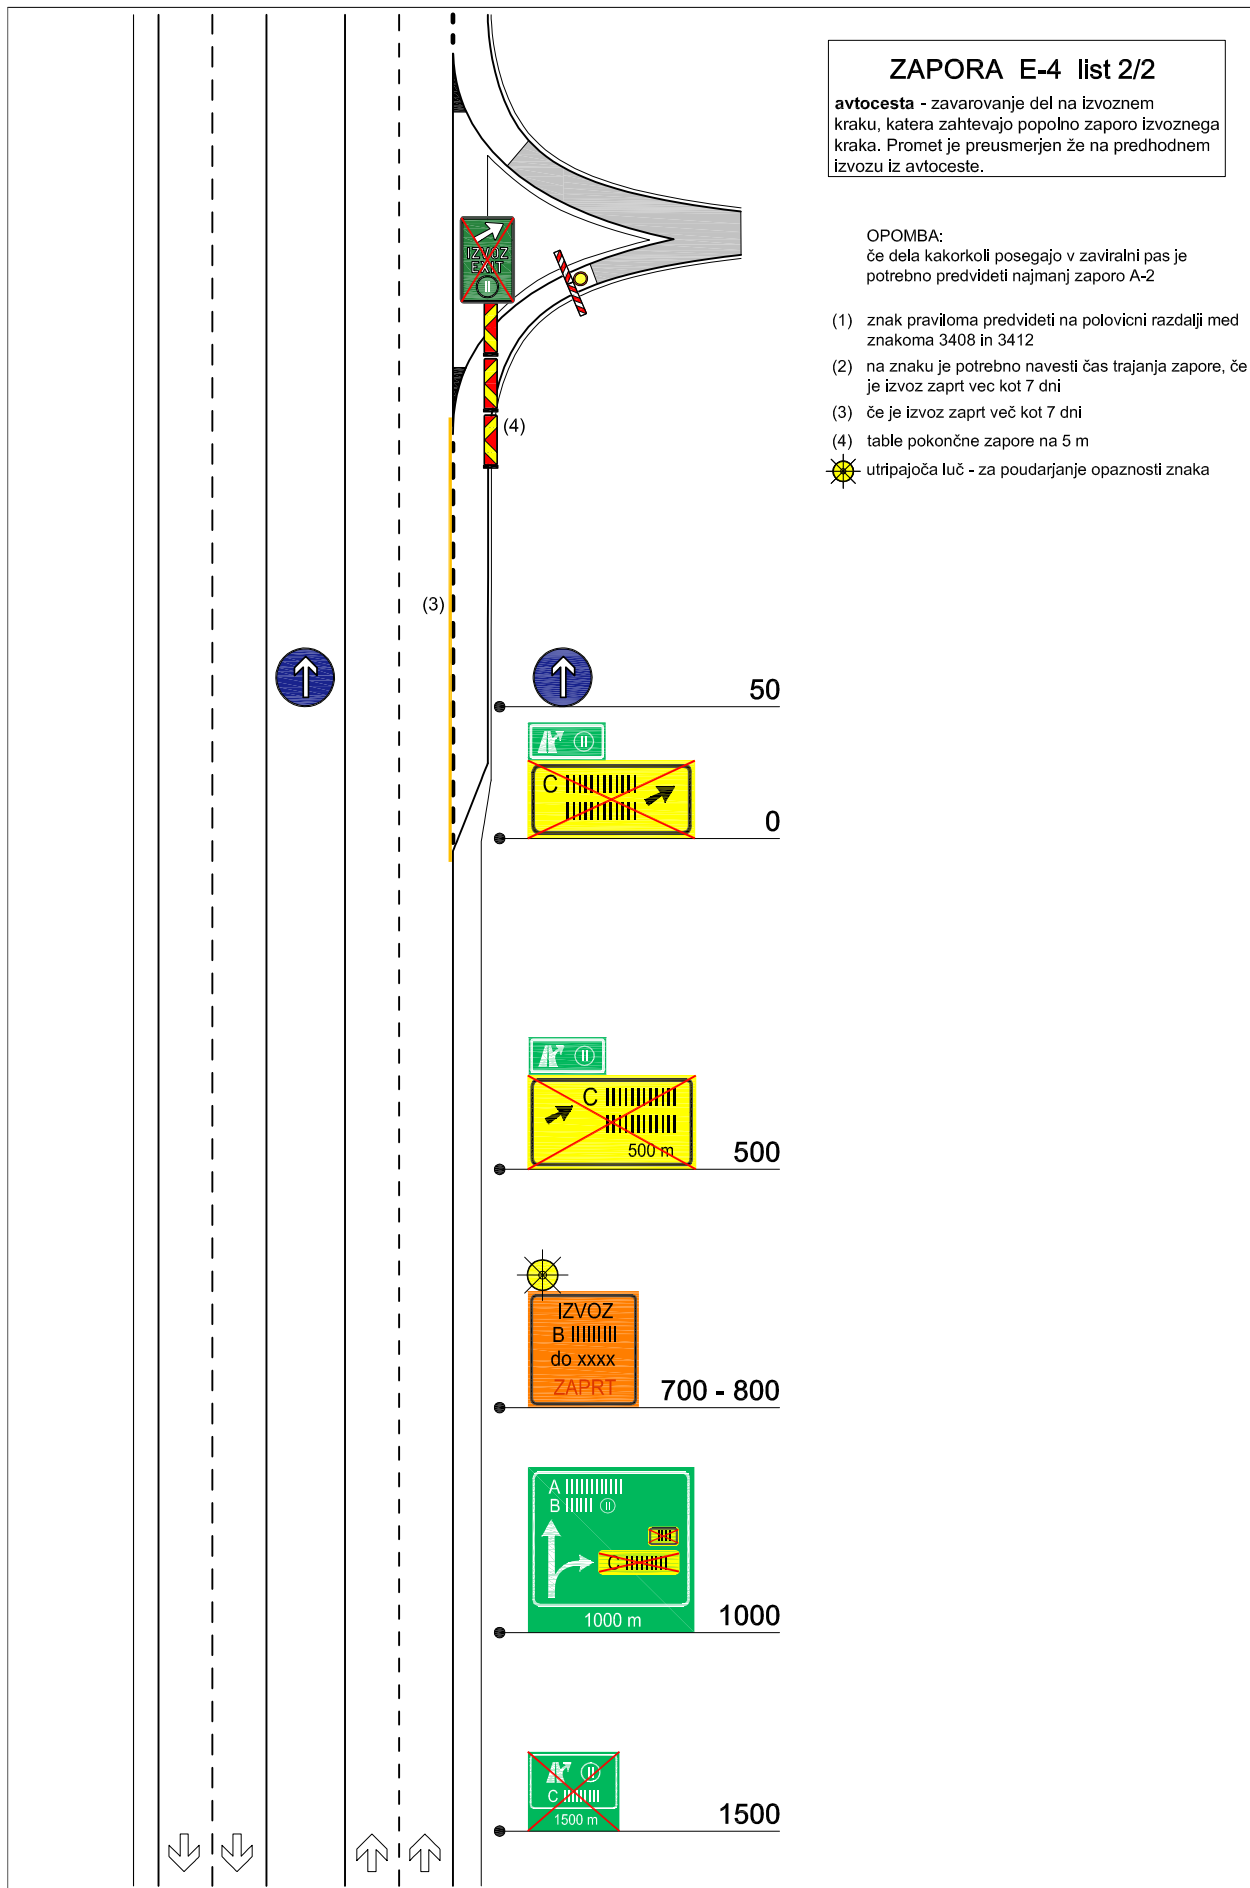 ZAPORA E-4 list 2/2
avtocesta - zavarovanje del na izvoznem
kraku, katera zahtevajo popolno zaporo izvoznega
kraka. Promet je preusmerjen že na predhodnem
izvozu iz avtoceste.
OPOMBA:
če dela kakorkoli posegajo v zaviralni pas je
potrebno predvideti najmanj zaporo A-2
(1) znak praviloma predvideti na polovicni razdalji med
znakoma 3408 in 3412
(2) na znaku je potrebno navesti čas trajanja zapore, če
je izvoz zaprt vec kot 7 dni
(3) če je izvoz zaprt več kot 7 dni
(4) table pokončne zapore na 5 m
utripajoča luč - za poudarjanje opaznosti znaka
IZVOZ
EXIT
II
(4)
(3)
50
II
C
0
II
C
500 m
500
IZVOZ
B
do xxxx
ZAPRT
700 - 800
A
B II
C
1000 m
1000
II
C
1500 m
1500